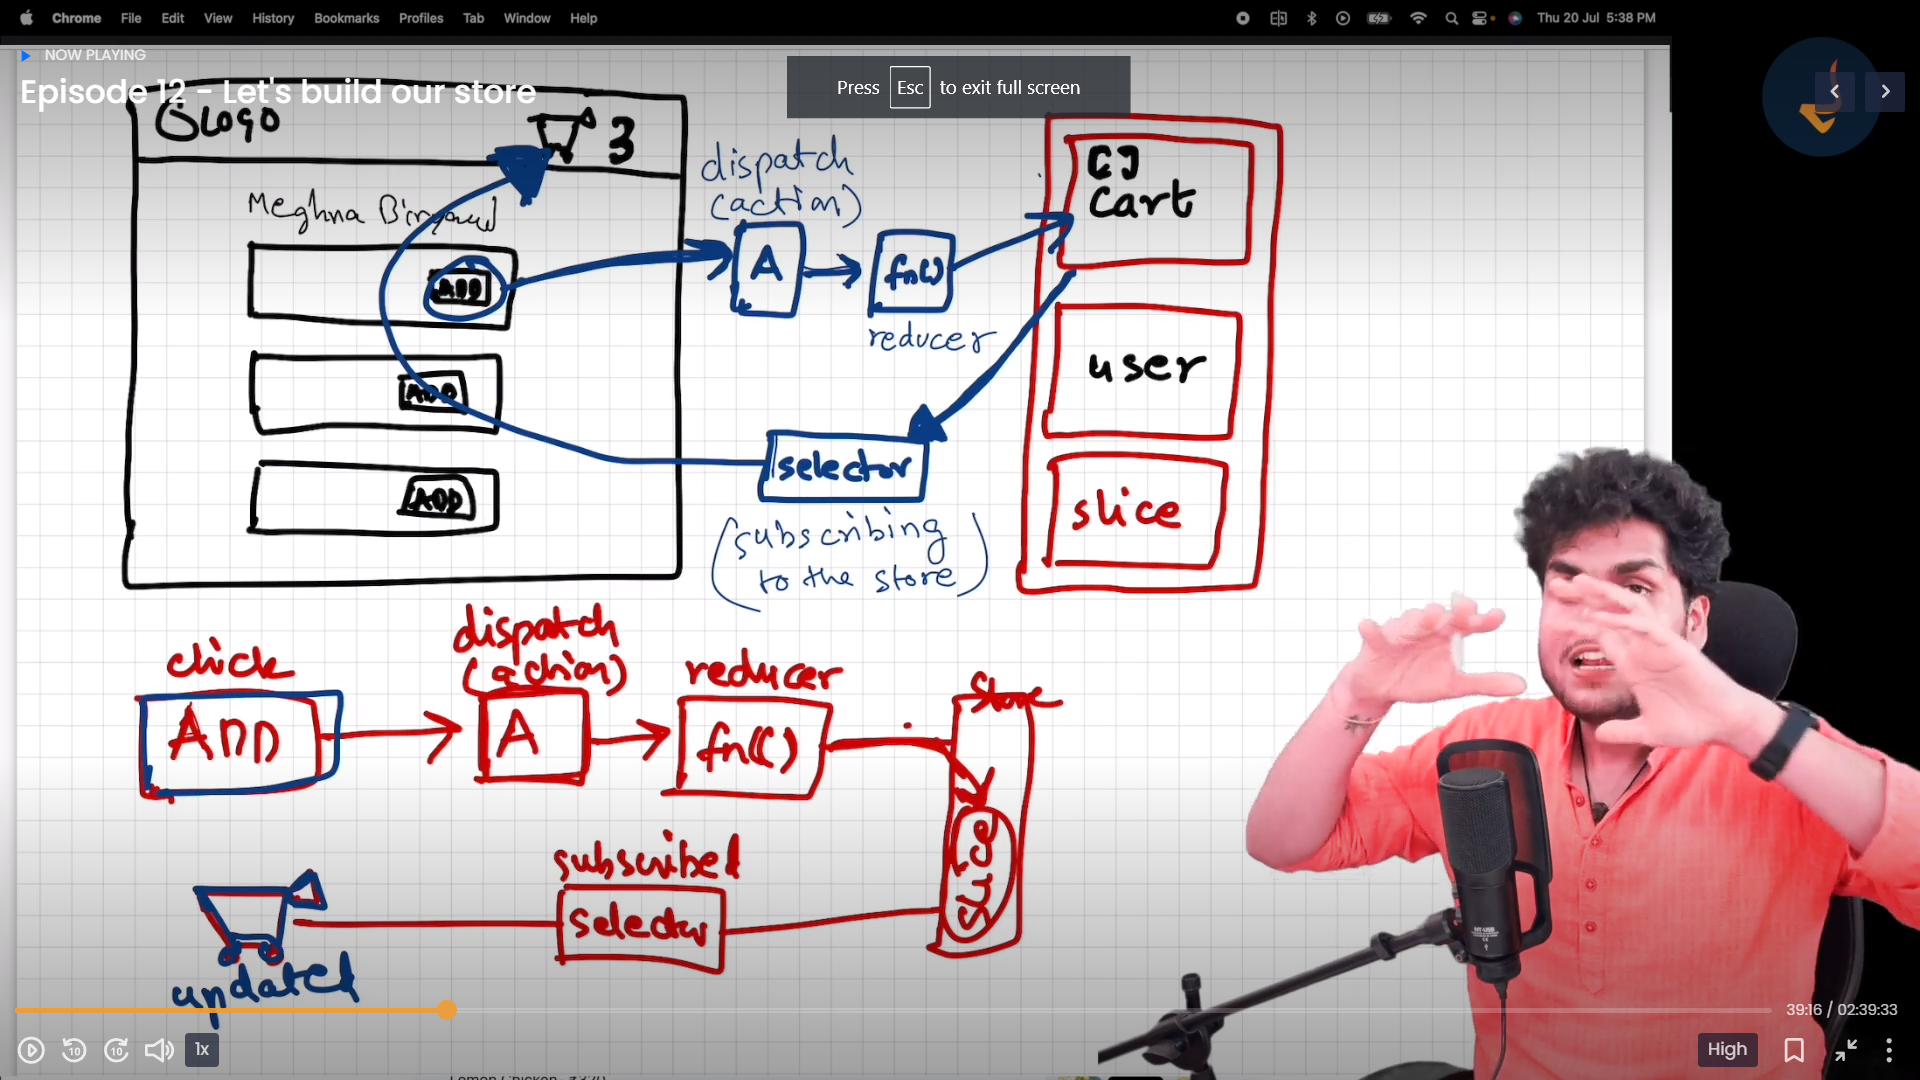 Chrome File Edit View History Bookmarks Profiles Tab Window Help
Thu 20 Jul 5:38 PM
NOW PLAYING
Episode 12 - Let's build our store
Press Esc to exit full screen
LOGO
3
Meghna Biryani
ADD
ADD
ADD
dispatch
(action)
A
fn()
reducer
[]
Cart
user
slice
selector
(subscribing
to the store)
click
ADD
dispatch
(action)
A
reducer
fn()
Store
slice
subscribed
selector
updated
39:16 / 02:39:33
10
10
1x
High